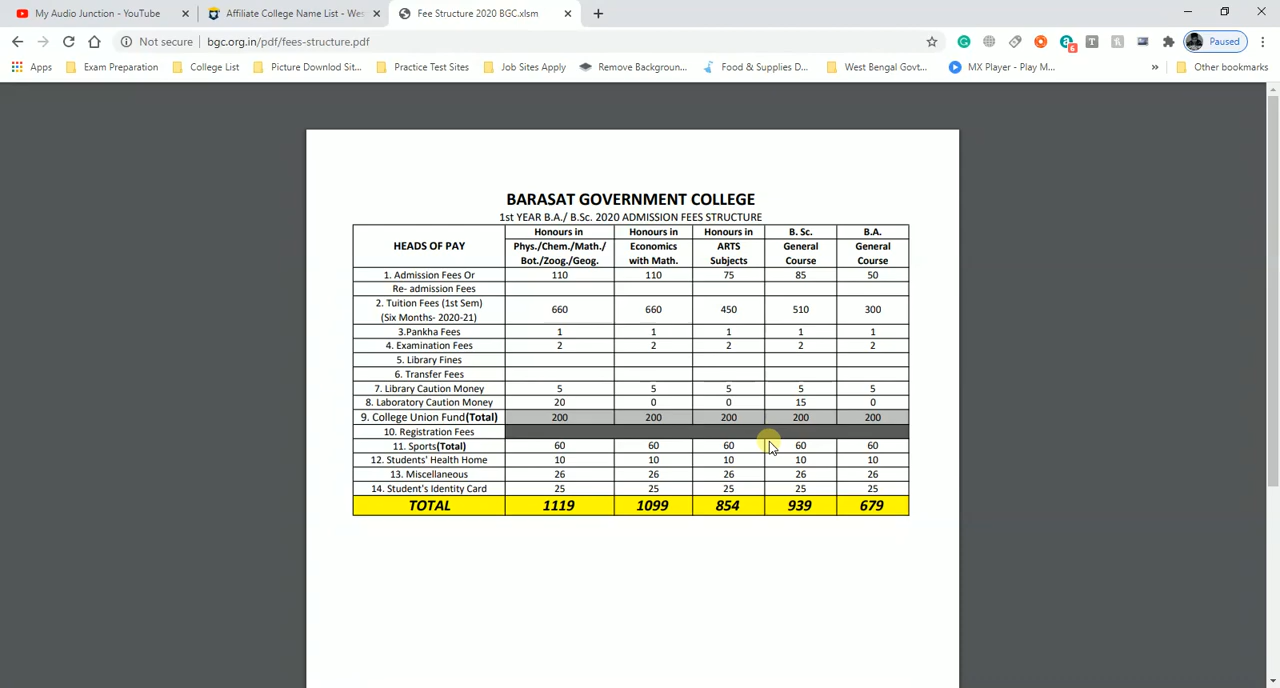 My Audio Junction - YouTube
Affiliate College Name List - Wes
Fee Structure 2020 BGC.xlsm
Not secure
bgc.org.in/pdf/fees-structure.pdf
6
T
Paused
Apps
Exam Preparation
College List
Picture Downlod Sit...
Practice Test Sites
Job Sites Apply
Remove Backgroun...
Food & Supplies D...
West Bengal Govt...
MX Player - Play M...
»
Other bookmarks
BARASAT GOVERNMENT COLLEGE
1st YEAR B.A./ B.Sc. 2020 ADMISSION FEES STRUCTURE
HEADS OF PAY
Honours in Phys./Chem./Math./ Bot./Zoog./Geog.
Honours in Economics with Math.
Honours in ARTS Subjects
B. Sc. General Course
B.A. General Course
1. Admission Fees Or 110 110 75 85 50
Re- admission Fees
2. Tuition Fees (1st Sem)
(Six Months- 2020-21) 660 660 450 510 300
3.Pankha Fees 1 1 1 1 1
4. Examination Fees 2 2 2 2 2
5. Library Fines
6. Transfer Fees
7. Library Caution Money 5 5 5 5 5
8. Laboratory Caution Money 20 0 0 15 0
9. College Union Fund(Total) 200 200 200 200 200
10. Registration Fees
11. Sports(Total) 60 60 60 60 60
12. Students' Health Home 10 10 10 10 10
13. Miscellaneous 26 26 26 26 26
14. Student's Identity Card 25 25 25 25 25
TOTAL 1119 1099 854 939 679